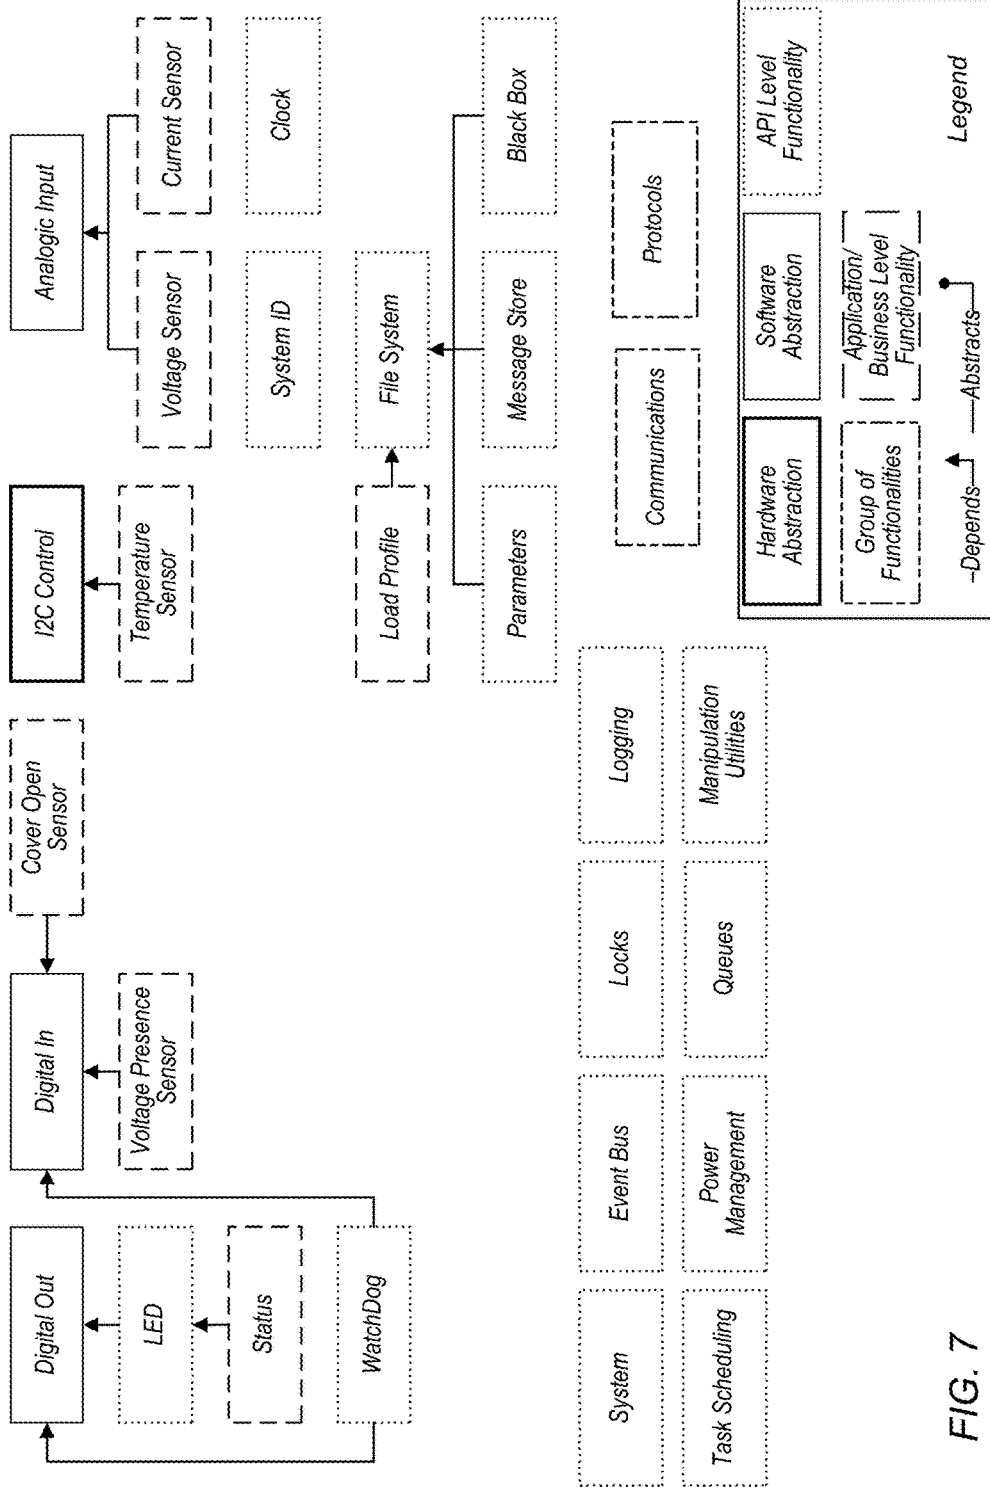 Digital Out
Digital In
Cover Open
Sensor
I2C Control
Analogic Input
LED
Voltage Presence
Sensor
Temperature
Sensor
Voltage Sensor
Current Sensor
Status
System ID
Clock
WatchDog
Load Profile
File System
Parameters
Message Store
Black Box
System
Event Bus
Locks
Logging
Communications
Protocols
Task Scheduling
Power
Management
Queues
Manipulation
Utilities
Hardware
Abstraction
Software
Abstraction
API Level
Functionality
Group of
Functionalities
Application/
Business Level
Functionality
Depends
Abstracts
Legend
FIG. 7